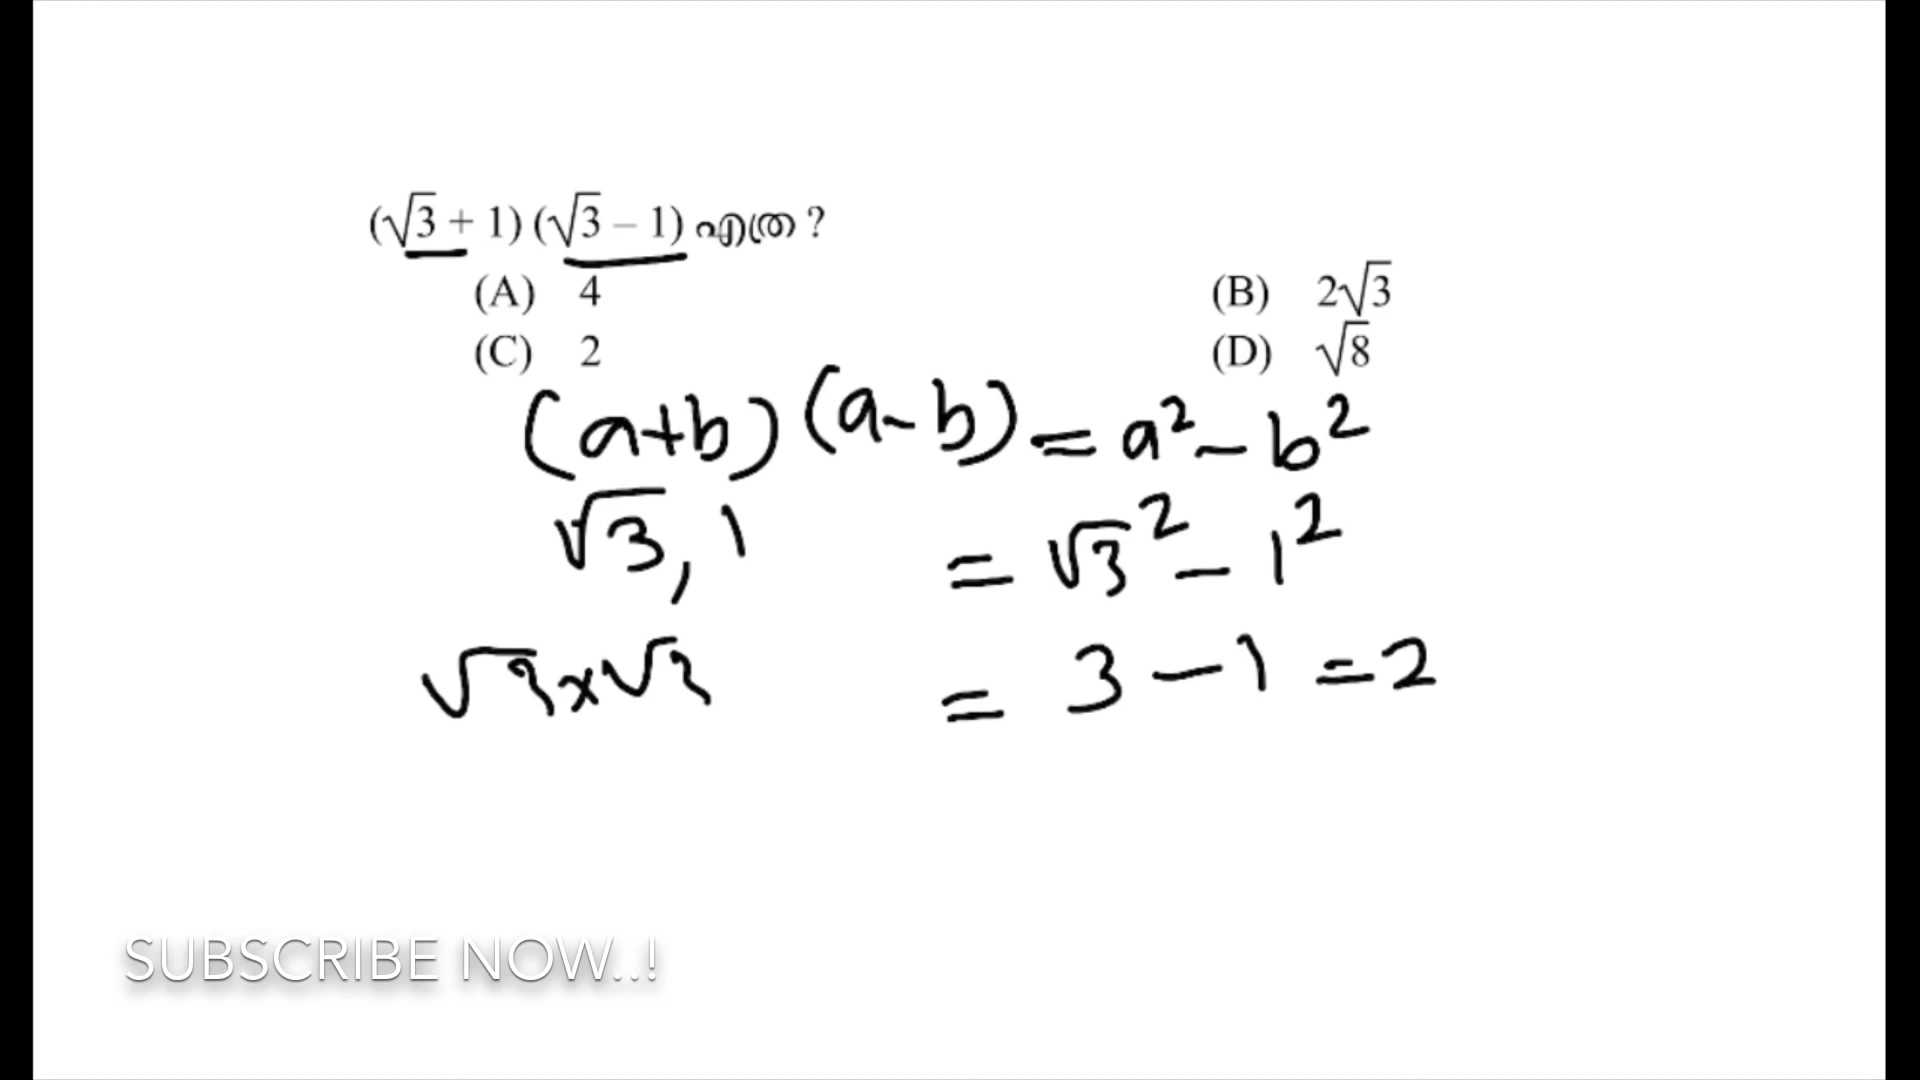 (√3 + 1) (√3 – 1) എത്ര ?
(A) 4 (B) 2√3
(C) 2 (D) √8
(a+b) (a-b) = a² - b²
√3, 1 = √3² - 1²
√3 x √3 = 3 - 1 = 2
SUBSCRIBE NOW..!